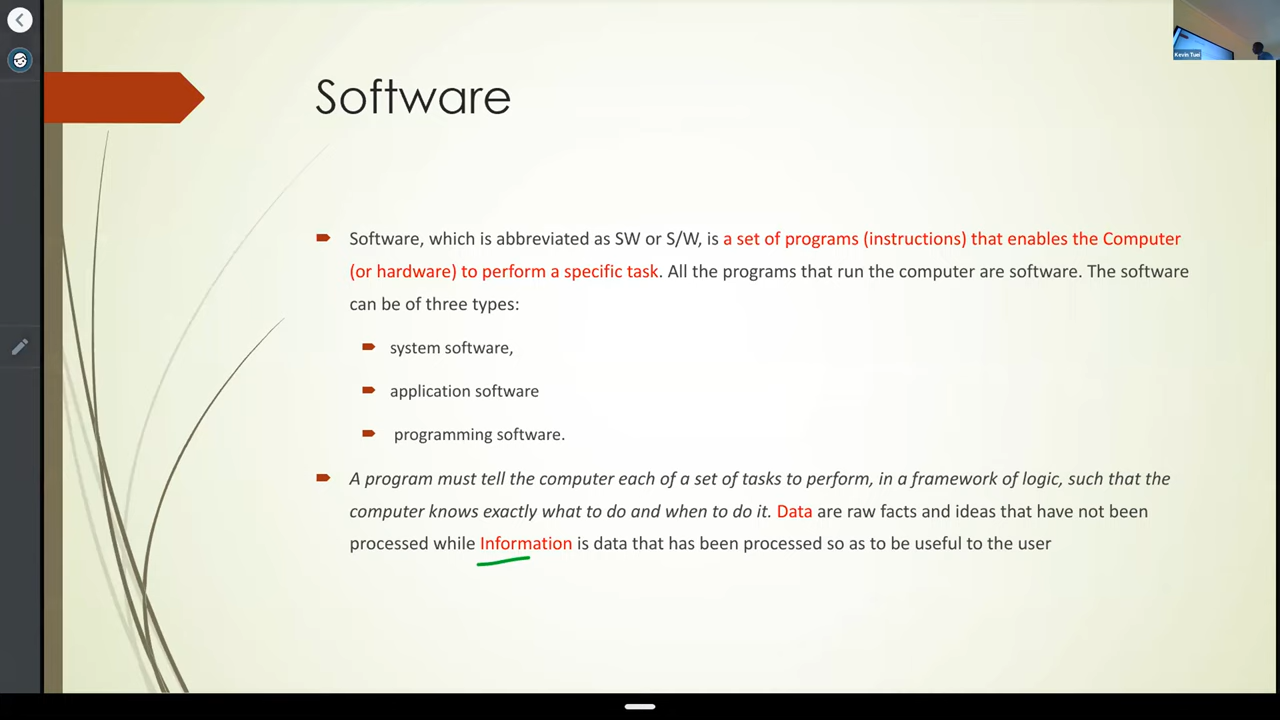 Kevin Tuei
Software
Software, which is abbreviated as SW or S/W, is a set of programs (instructions) that enables the Computer
(or hardware) to perform a specific task. All the programs that run the computer are software. The software
can be of three types:
system software,
application software
programming software.
A program must tell the computer each of a set of tasks to perform, in a framework of logic, such that the
computer knows exactly what to do and when to do it. Data are raw facts and ideas that have not been
processed while Information is data that has been processed so as to be useful to the user